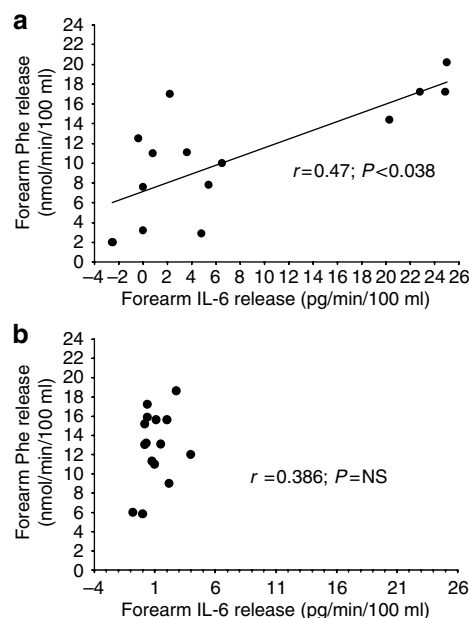 a
Forearm Phe release
(nmol/min/100 ml)
24
22
20
18
16
14
12
10
8
6
4
2
0
r=0.47; P<0.038
−4 −2 0 2 4 6 8 10 12 14 16 18 20 22 24 26
Forearm IL-6 release (pg/min/100 ml)
b
Forearm Phe release
(nmol/min/100 ml)
24
22
20
18
16
14
12
10
8
6
4
2
0
r =0.386; P=NS
−4 1 6 11 16 21 26
Forearm IL-6 release (pg/min/100 ml)